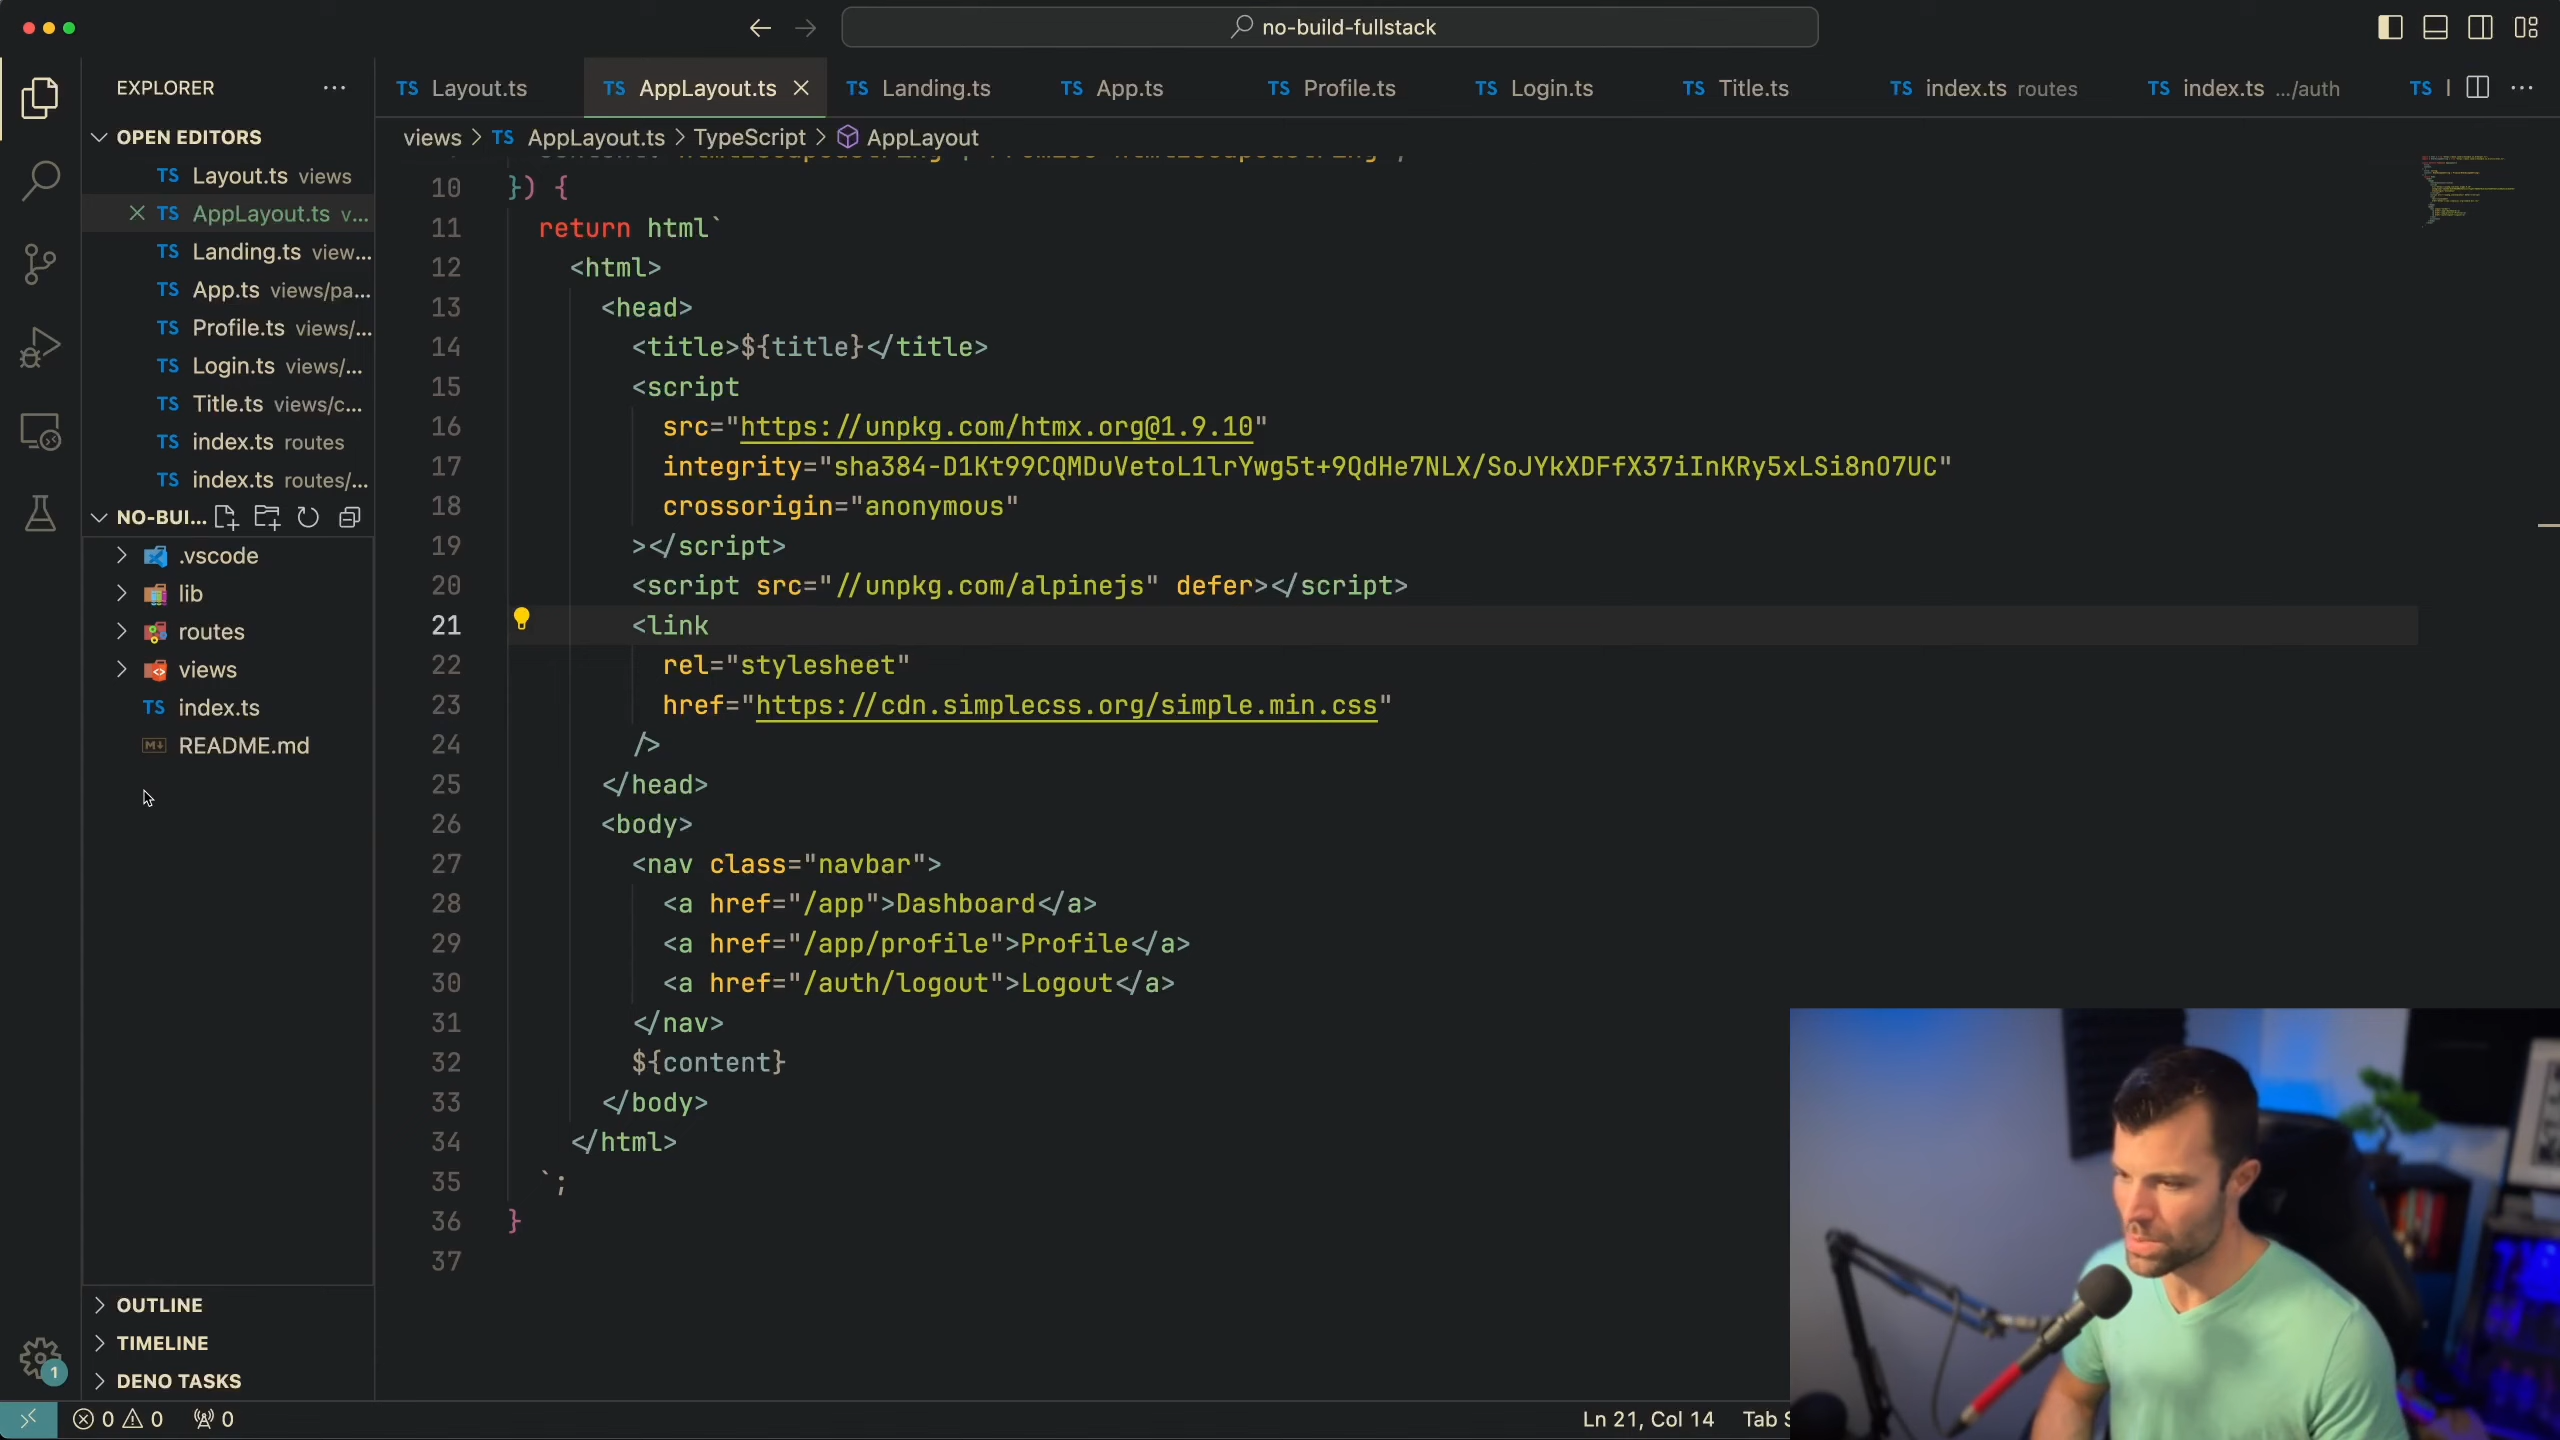 no-build-fullstack
EXPLORER
TS Layout.ts
TS AppLayout.ts
TS Landing.ts
TS App.ts
TS Profile.ts
TS Login.ts
TS Title.ts
TS index.ts routes
TS index.ts .../auth
TS
OPEN EDITORS
views > TS AppLayout.ts > TypeScript > AppLayout
TS Layout.ts views
TS AppLayout.ts v...
TS Landing.ts view...
TS App.ts views/pa...
TS Profile.ts views/...
TS Login.ts views/...
TS Title.ts views/c...
TS index.ts routes
TS index.ts routes/...
NO-BUI...
.vscode
lib
routes
views
TS index.ts
README.md
OUTLINE
TIMELINE
DENO TASKS
10 }) {
11 return html`
12 <html>
13 <head>
14 <title>${title}</title>
15 <script
16 src="https://unpkg.com/htmx.org@1.9.10"
17 integrity="sha384-D1Kt99CQMDuVetoL1lrYwg5t+9QdHe7NLX/SoJYkXDFfX37iInKRy5xLSi8nO7UC"
18 crossorigin="anonymous"
19 ></script>
20 <script src="//unpkg.com/alpinejs" defer></script>
21 <link
22 rel="stylesheet"
23 href="https://cdn.simplecss.org/simple.min.css"
24 />
25 </head>
26 <body>
27 <nav class="navbar">
28 <a href="/app">Dashboard</a>
29 <a href="/app/profile">Profile</a>
30 <a href="/auth/logout">Logout</a>
31 </nav>
32 ${content}
33 </body>
34 </html>
35 `;
36 }
37
1
0 0 0
Ln 21, Col 14 Tab